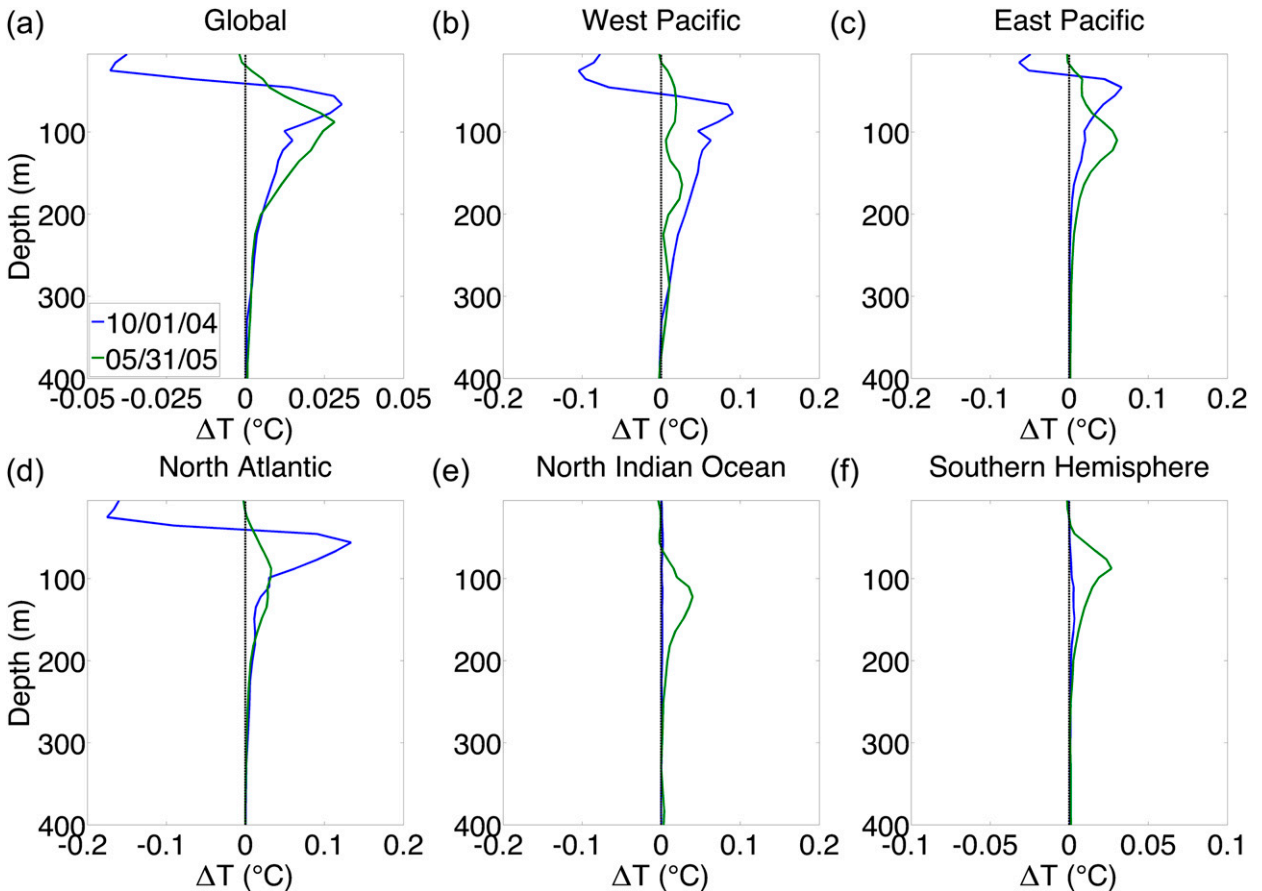 (a) Global
(b) West Pacific
(c) East Pacific
Depth (m)
100
200
300
400
10/01/04
05/31/05
-0.05 -0.025 0 0.025 0.05
ΔT (°C)
100
200
300
400
-0.2 -0.1 0 0.1 0.2
ΔT (°C)
100
200
300
400
-0.2 -0.1 0 0.1 0.2
ΔT (°C)
(d) North Atlantic
(e) North Indian Ocean
(f) Southern Hemisphere
Depth (m)
100
200
300
400
-0.2 -0.1 0 0.1 0.2
ΔT (°C)
100
200
300
400
-0.2 -0.1 0 0.1 0.2
ΔT (°C)
100
200
300
400
-0.1 -0.05 0 0.05 0.1
ΔT (°C)